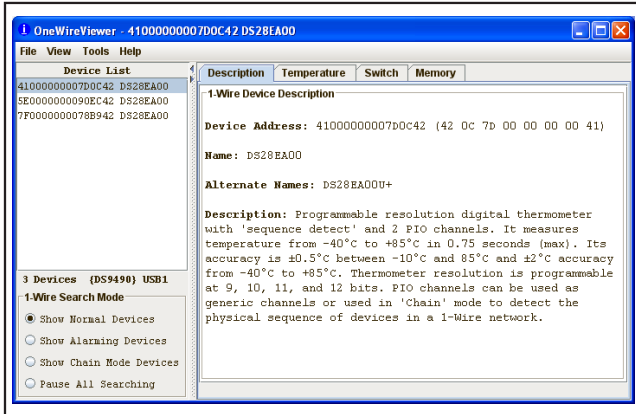 OneWireViewer - 41000000007D0C42 DS28EA00
File View Tools Help
Device List
41000000007D0C42 DS28EA00
5E0000000090EC42 DS28EA00
7F0000000078B942 DS28EA00
3 Devices {DS9490} USB1
1-Wire Search Mode
Show Normal Devices
Show Alarming Devices
Show Chain Mode Devices
Pause All Searching
Description Temperature Switch Memory
1-Wire Device Description
Device Address: 41000000007D0C42 (42 0C 7D 00 00 00 00 41)
Name: DS28EA00
Alternate Names: DS28EA00U+
Description: Programmable resolution digital thermometer
with 'sequence detect' and 2 PIO channels. It measures
temperature from -40°C to +85°C in 0.75 seconds (max). Its
accuracy is ±0.5°C between -10°C and 85°C and ±2°C accuracy
from -40°C to +85°C. Thermometer resolution is programmable
at 9, 10, 11, and 12 bits. PIO channels can be used as
generic channels or used in 'Chain' mode to detect the
physical sequence of devices in a 1-Wire network.